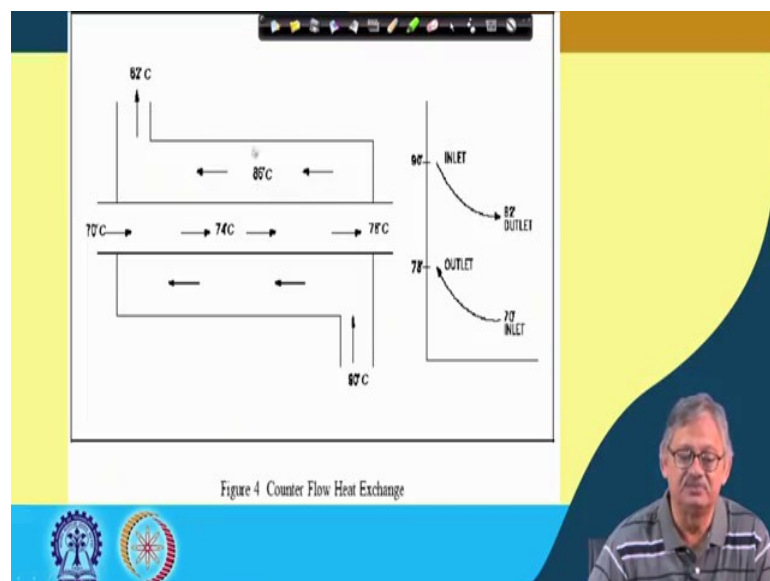 82°C
86°C
70°C 74°C 78°C
90°C
90° INLET
82°
OUTLET
78° OUTLET
70°
INLET
Figure 4 Counter Flow Heat Exchange